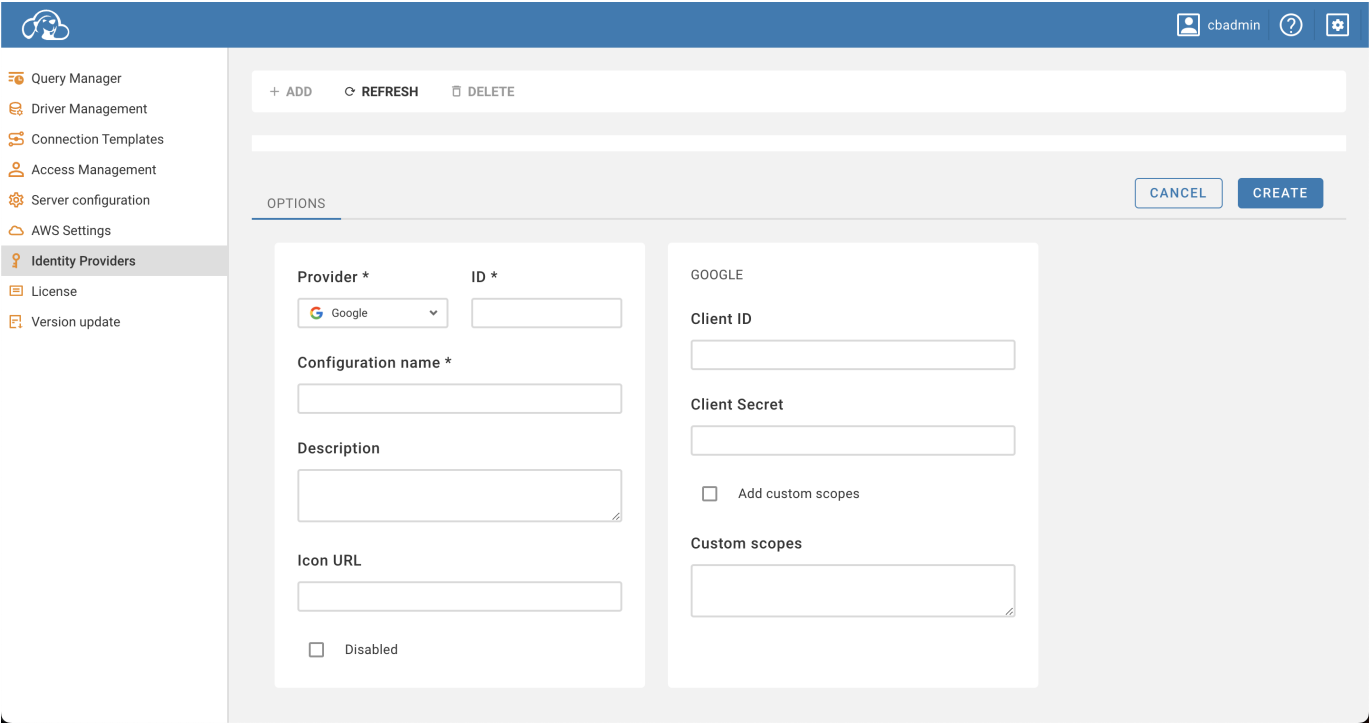 cbadmin
Query Manager
Driver Management
Connection Templates
Access Management
Server configuration
AWS Settings
Identity Providers
License
Version update
ADD REFRESH DELETE
OPTIONS
CANCEL CREATE
Provider * ID *
Google
Configuration name *
Description
Icon URL
Disabled
GOOGLE
Client ID
Client Secret
Add custom scopes
Custom scopes